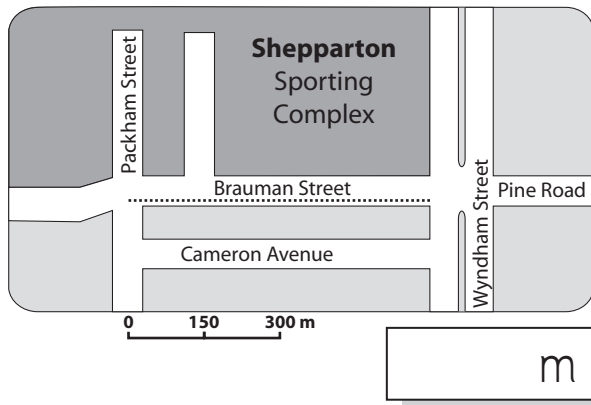 Shepparton
Sporting
Complex
Packham Street
Brauman Street
Pine Road
Wyndham Street
Cameron Avenue
0 150 300 m
m